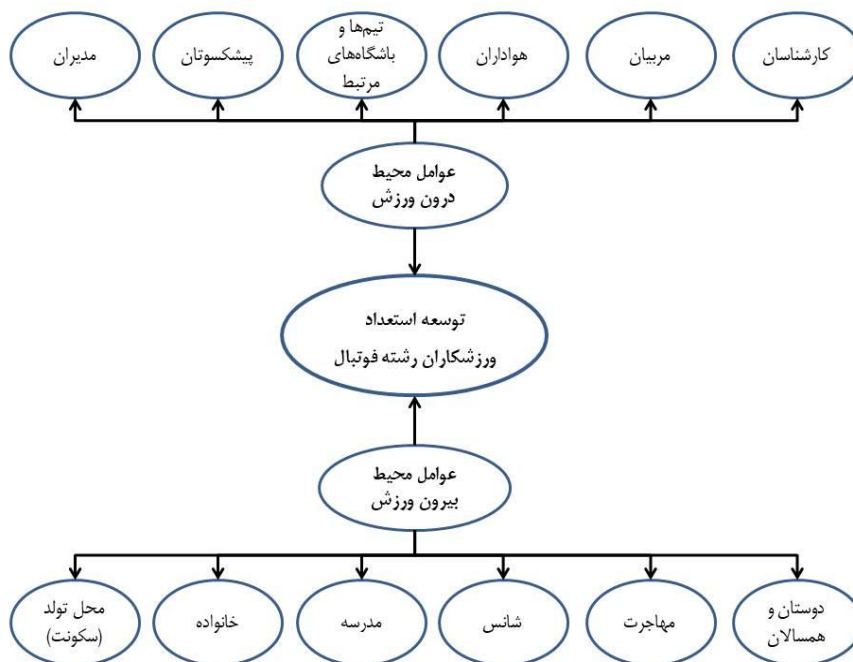 کارشناسان
مربیان
هواداران
تیم‌ها و
باشگاه‌های
مرتبط
پیشکسوتان
مدیران
عوامل محیط
درون ورزش
توسعه استعداد
ورزشکاران رشته فوتبال
عوامل محیط
بیرون ورزش
دوستان و
همسالان
مهاجرت
شانس
مدرسه
خانواده
محل تولد
(سکونت)